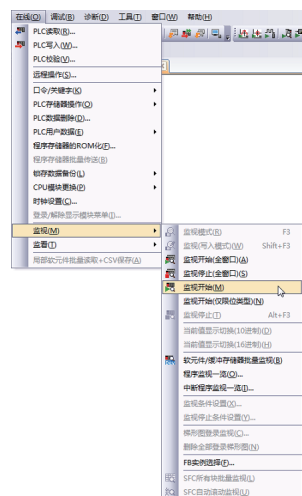 在线(O) 调试(B) 诊断(D) 工具(T) 窗口(W) 帮助(H)
PLC读取(R)...
PLC写入(W)...
PLC校验(V)...
远程操作(S)...
口令/关键字(K)
PLC存储器操作(O)
PLC数据删除(D)...
PLC用户数据(E)
程序存储器的ROM化(F)...
程序存储器批量传送(B)
锁存数据备份(L)
CPU模块更换(P)
时钟设置(C)...
登录/解除显示模块菜单(I)...
监视(M)
监看(T)
局部软元件批量读取+CSV保存(A)
监视模式(R) F3
监视(写入模式)(W) Shift+F3
监视开始(全窗口)(A)
监视停止(全窗口)(S)
监视开始(M)
监视开始(仅限位类型)(N)
监视停止(T) Alt+F3
当前值显示切换(10进制)(D)
当前值显示切换(16进制)(H)
软元件/缓冲存储器批量监视(B)
程序监视一览(O)...
中断程序监视一览(I)...
监视条件设置(X)...
监视停止条件设置(Y)...
梯形图登录监视(C)...
删除全部登录梯形图(N)
FB实例选择(F)...
SFC所有块批量监视(L)
SFC自动滚动监视(U)